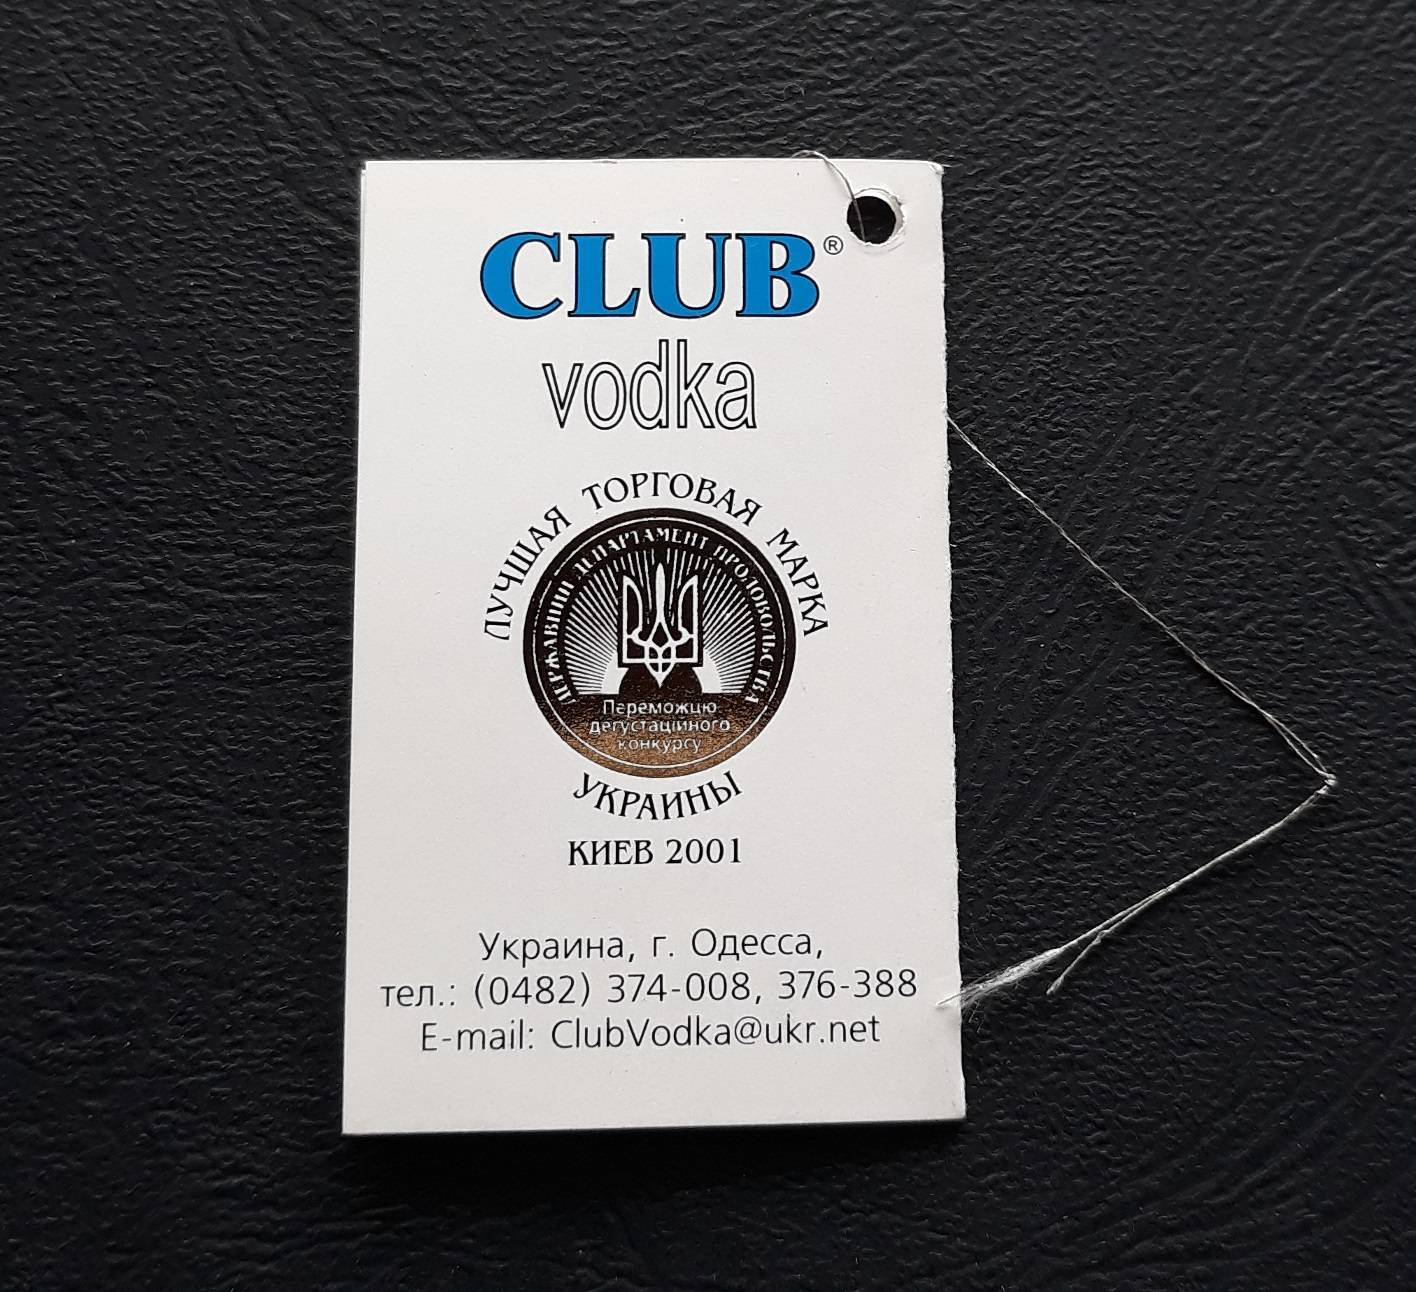 CLUB®
vodka
ЛУЧШАЯ ТОРГОВАЯ МАРКА
ДЕРЖАВНИЙ ДЕПАРТАМЕНТ ПРОДОВОЛЬСТВА
Переможцю
дегустаційного
конкурсу
УКРАИНЫ
КИЕВ 2001
Украина, г. Одесса,
тел.: (0482) 374-008, 376-388
E-mail: ClubVodka@ukr.net